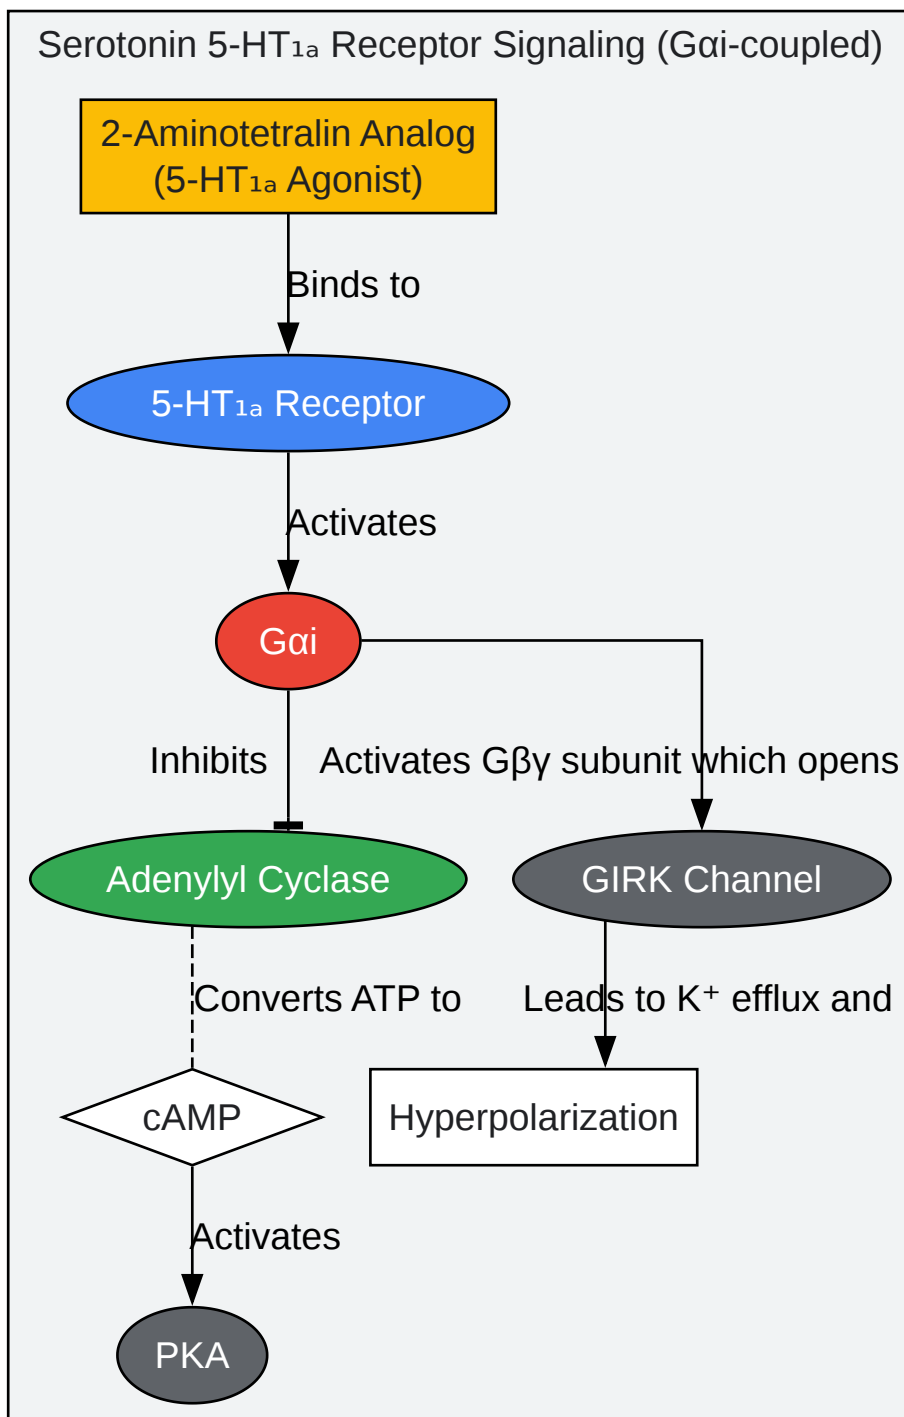 Serotonin 5-HT₁ₐ Receptor Signaling (Gαi-coupled)
2-Aminotetralin Analog
(5-HT₁ₐ Agonist)
Binds to
5-HT₁ₐ Receptor
Activates
Gαi
Inhibits
Activates Gβγ subunit which opens
Adenylyl Cyclase
GIRK Channel
Converts ATP to
Leads to K⁺ efflux and
cAMP
Hyperpolarization
Activates
PKA